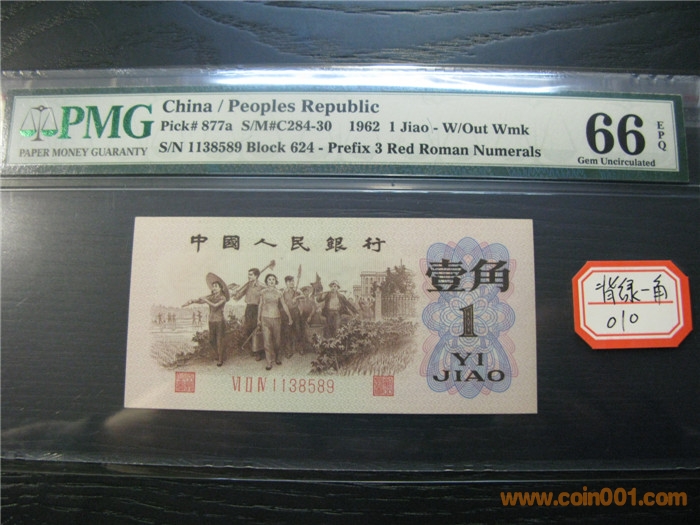 PMG
PAPER MONEY GUARANTY
China / Peoples Republic
Pick# 877a S/M#C284-30 1962 1 Jiao - W/Out Wmk
S/N 1138589 Block 624 - Prefix 3 Red Roman Numerals
66 EPQ
Gem Uncirculated
中國人民銀行
壹角
1
YI
JIAO
VI II IV 1138589
背绿一角
010
www.coin001.com